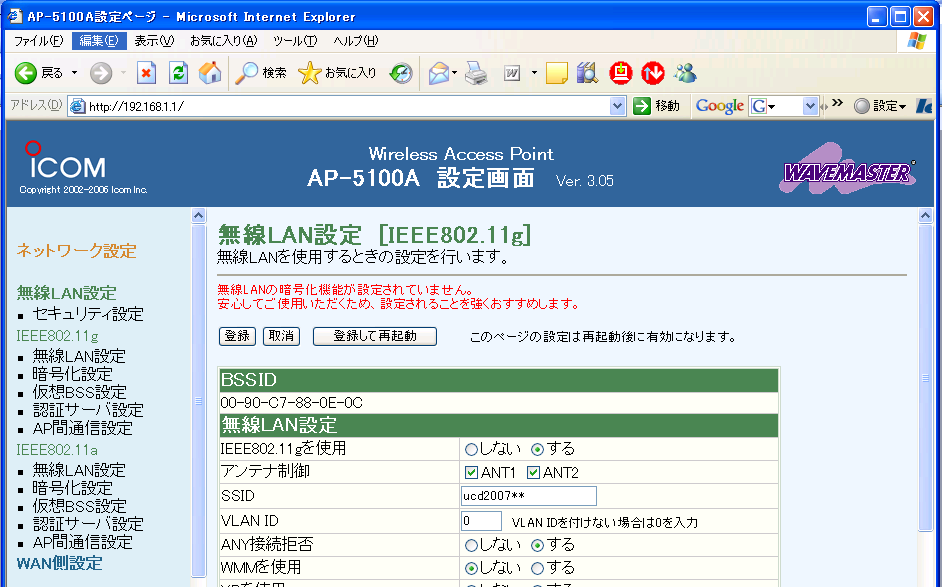 AP-5100A設定ページ - Microsoft Internet Explorer
ファイル(F) 編集(E) 表示(V) お気に入り(A) ツール(T) ヘルプ(H)
戻る 検索 お気に入り
アドレス(D) http://192.168.1.1/ 移動 Google G 設定
ICOM
Copyright 2002-2006 Icom Inc.
Wireless Access Point
AP-5100A 設定画面 Ver. 3.05
WAVEMASTER
ネットワーク設定
無線LAN設定
セキュリティ設定
IEEE802.11g
無線LAN設定
暗号化設定
仮想BSS設定
認証サーバ設定
AP間通信設定
IEEE802.11a
無線LAN設定
暗号化設定
仮想BSS設定
認証サーバ設定
AP間通信設定
WAN側設定
無線LAN設定 [IEEE802.11g]
無線LANを使用するときの設定を行います。
無線LANの暗号化機能が設定されていません。
安心してご使用いただくため、設定されることを強くおすすめします。
登録 取消 登録して再起動 このページの設定は再起動後に有効になります。
BSSID
00-90-C7-88-0E-0C
無線LAN設定
IEEE802.11gを使用 しない する
アンテナ制御 ANT1 ANT2
SSID ucd2007**
VLAN ID 0 VLAN IDを付けない場合は0を入力
ANY接続拒否 しない する
WMMを使用 しない する